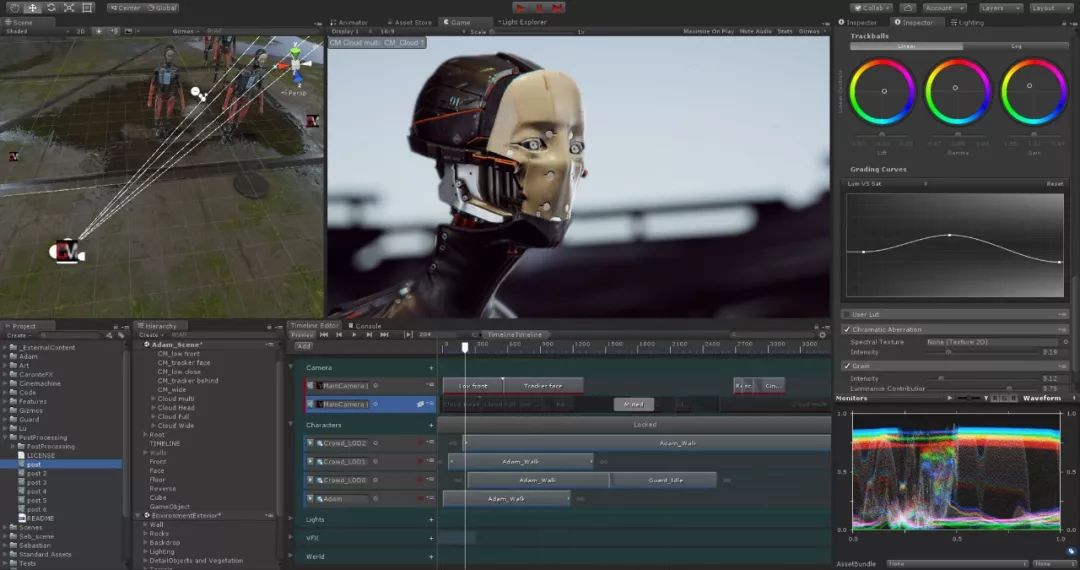 Center Global
Collab Account Layers Layout
Scene
Shaded 2D Gizmos
Persp
Animator Asset Store Game Light Explorer
Display 1 16:9 Scale 1x Maximize On Play Mute Audio Stats Gizmos
CM Cloud multi: CM_Cloud 1
Inspector Inspector Lighting
Trackballs
Linear Log
Lift Gamma Gain
Grading Curves
Lum VS Sat Reset
User Lut
Chromatic Aberration
Spectral Texture None (Texture 2D)
Intensity 0.19
Grain
Intensity 0.12
Luminance Contributio
Monitors Waveform
0.0 0.5 1.0
AssetBundle None None
Project
Create
_ExternalContent
Adam
Art
CaronteFX
Cinemachine
Code
Features
Gizmos
Guard
Lu
PostProcessing
PostProcessing
LICENSE
post
post 2
post 3
post 4
post 5
post 6
README
Scenes
Seb_scene
Sebastian
Standard Assets
Tests
Hierarchy
Create
Adam_Scene*
CM_low front
CM_tracker face
CM_low close
CM_tracker behind
CM_wide
Cloud multi
Cloud Head
Cloud Full
Cloud Wide
Root
TIMELINE
Walls
Front
Face
Floor
Reverse
Cube
GameObject
EnvironmentExterior*
Wall
Rocks
Backdrop
Lighting
DetailObjects and Vegetation
Timeline Editor Console
Preview 204 TimelineTimeline
Add 0 300 600 900 1200 1500 1800 2100 2400 2700 3000 3300
Camera
MainCamera Low front Tracker face
MainCamera Muted
Characters Locked
Crowd_LOD2 Adam_Walk
Crowd_LOD1 Adam_Walk
Crowd_LOD0 Adam_Walk Guard_Idle
Adam Adam_Walk
Lights
VFX
World